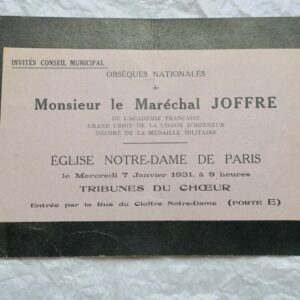 INVITÉS CONSEIL MUNICIPAL
OBSÈQUES NATIONALES
de
Monsieur le Maréchal JOFFRE
DE L'ACADÉMIE FRANÇAISE
GRAND CROIX DE LA LÉGION D'HONNEUR
DÉCORÉ DE LA MÉDAILLE MILITAIRE
ÉGLISE NOTRE-DAME DE PARIS
le Mercredi 7 Janvier 1931, à 9 heures
TRIBUNES DU CHŒUR
Entrée par la Rue du Cloître Notre-Dame (PORTE E)